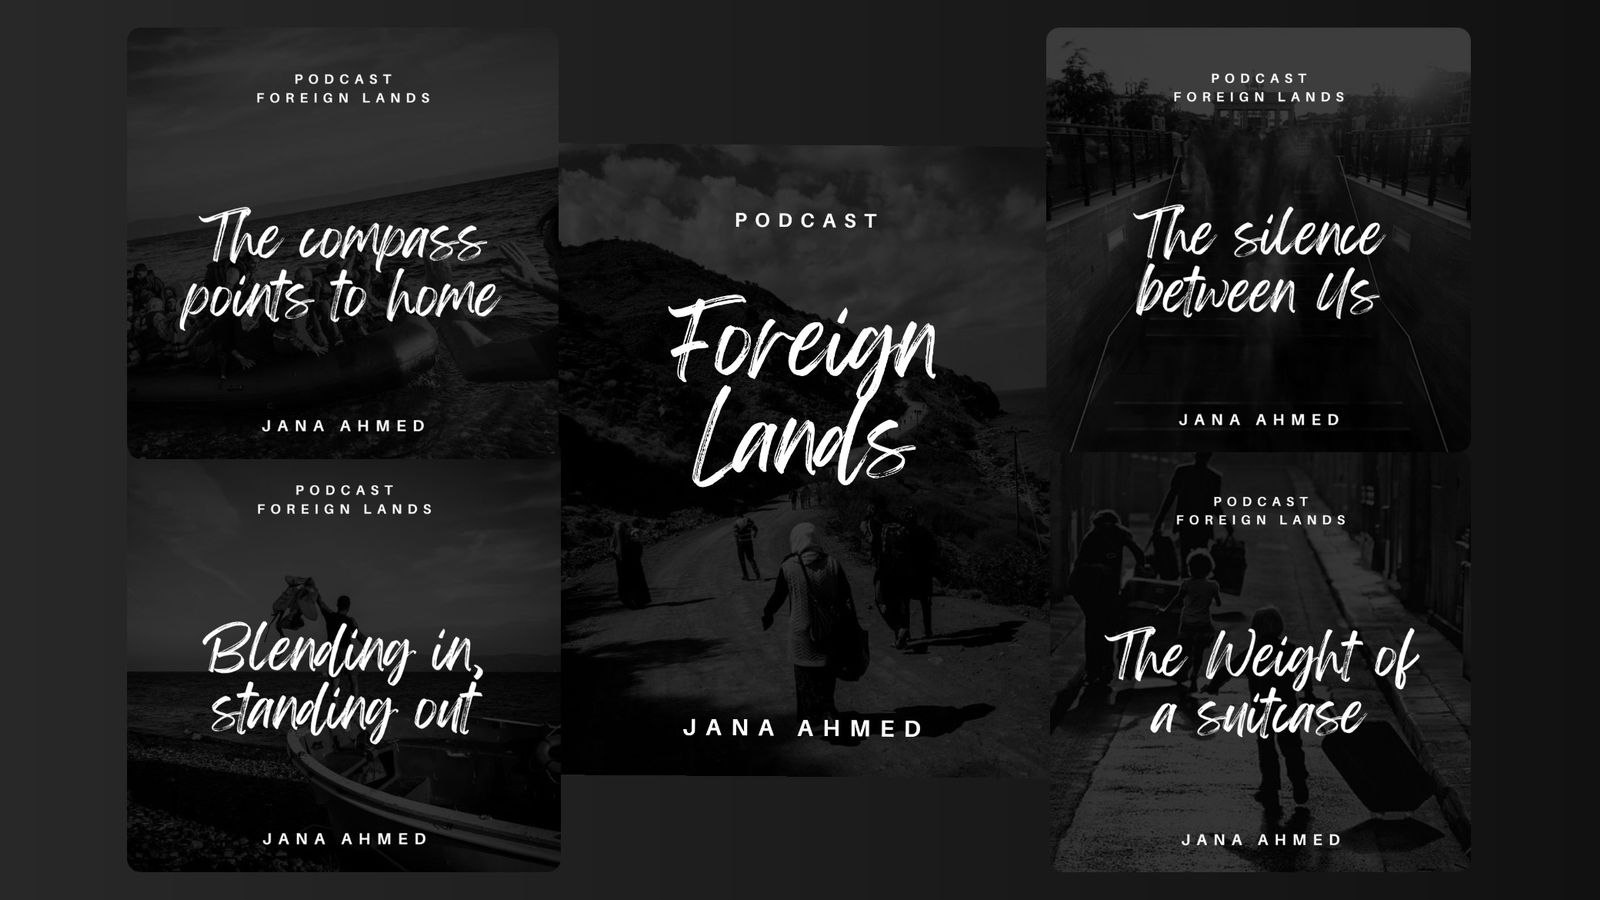 PODCAST
FOREIGN LANDS
The compass
points to home
JANA AHMED
PODCAST
FOREIGN LANDS
Blending in,
standing out
JANA AHMED
PODCAST
Foreign
Lands
JANA AHMED
PODCAST
FOREIGN LANDS
The silence
between Us
JANA AHMED
PODCAST
FOREIGN LANDS
The Weight of
a suitcase
JANA AHMED